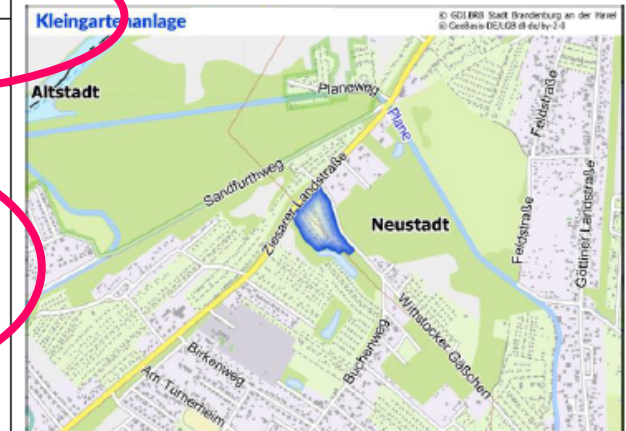 Kleingartenanlage
© GDI.BRB Stadt Brandenburg an der Havel
© GeoBasis-DE/LGB dl-de/by-2-0
Altstadt
Planeweg
Plane
Feldstraße
Sandfurthweg
Ziesarer Landstraße
Neustadt
Feldstraße
Göttiner Landstraße
Wittstocker Gäßchen
Buchenweg
Birkenweg
Am Turnerheim